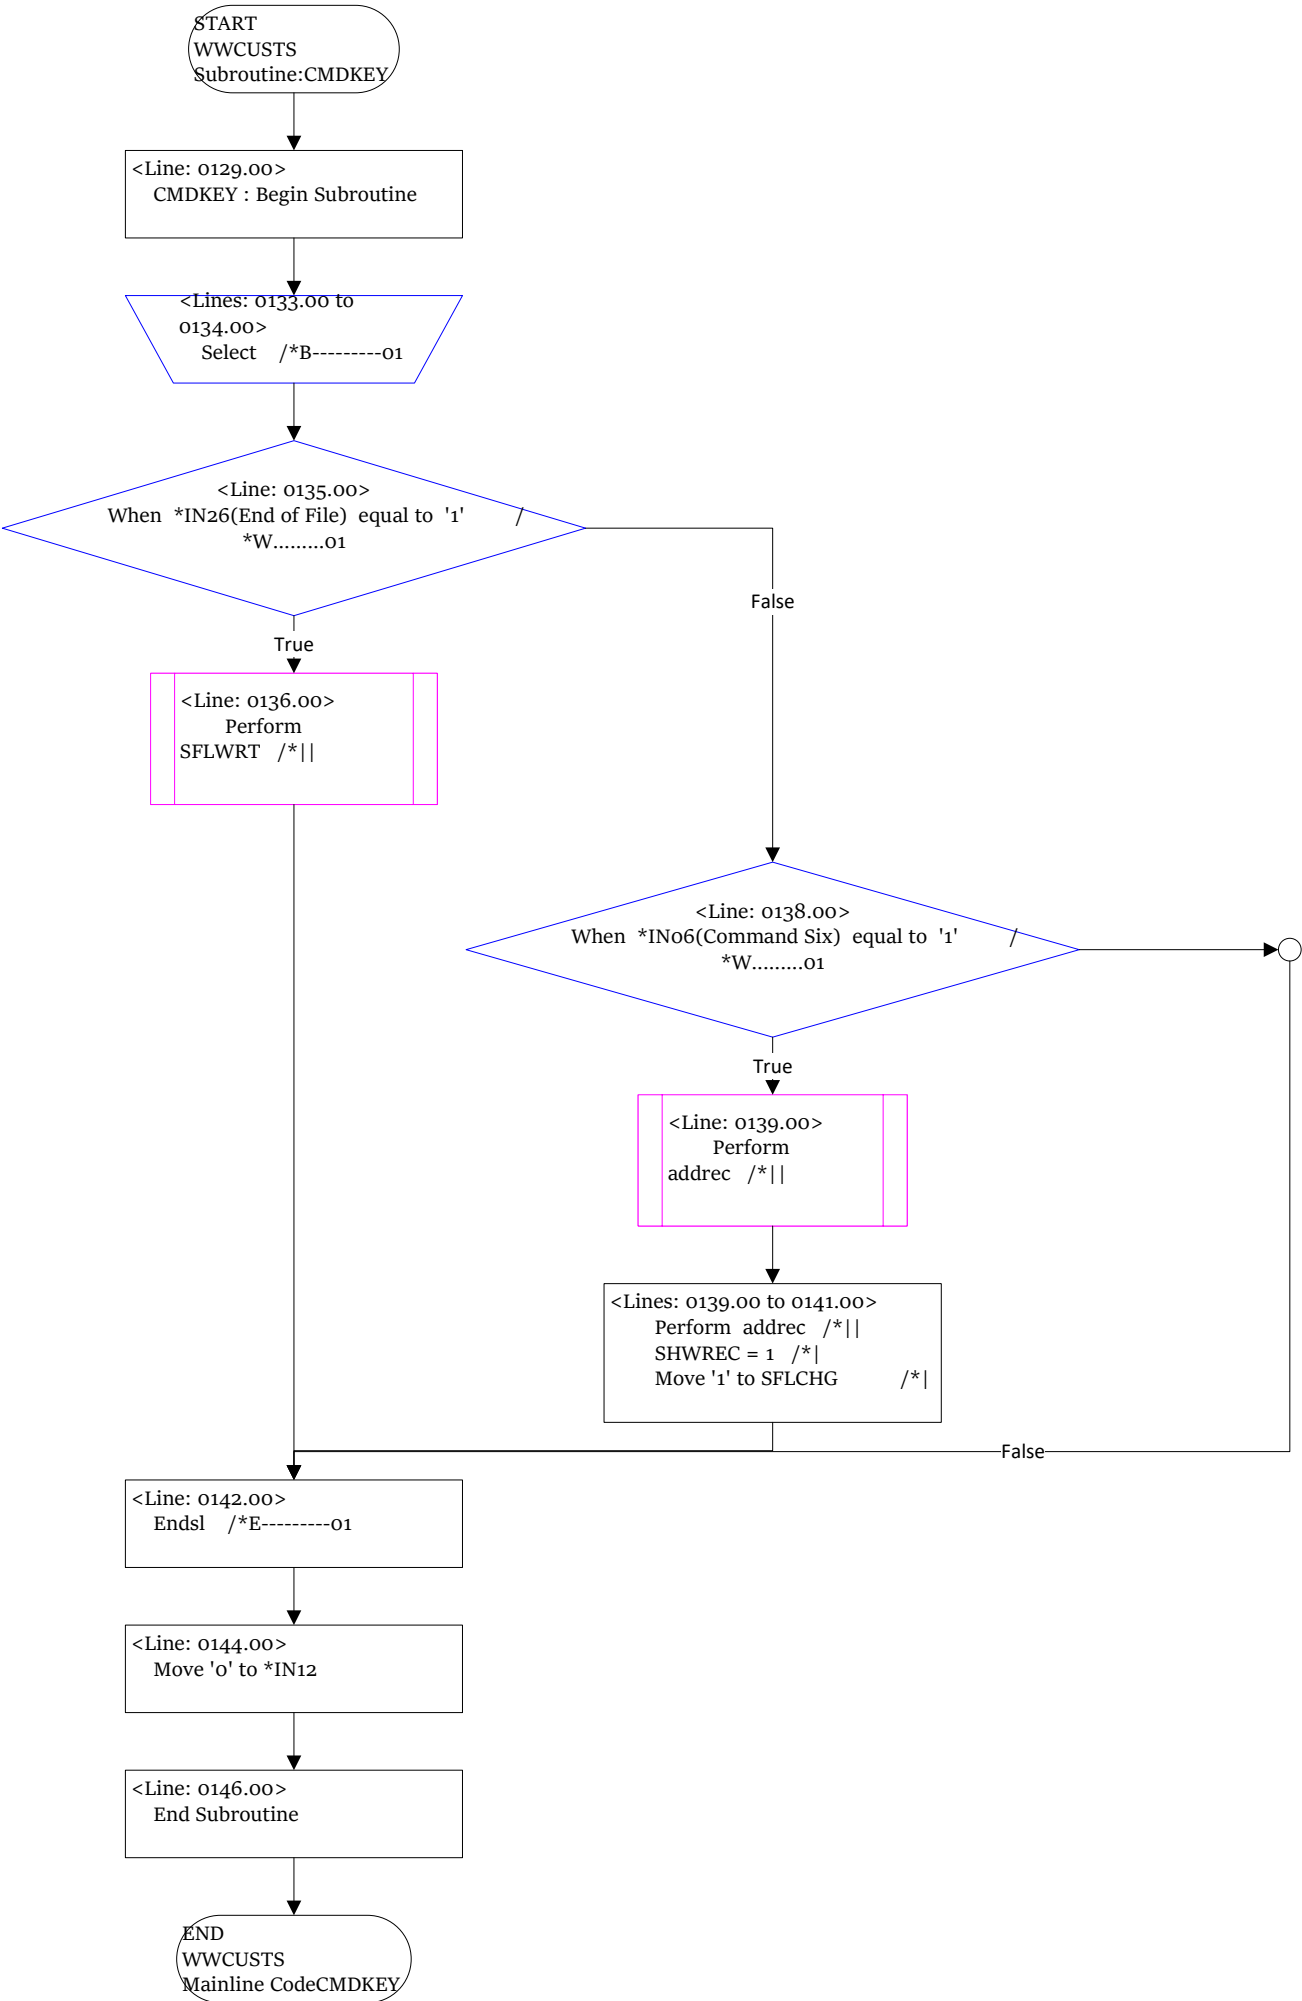 START
WWCUSTS
Subroutine:CMDKEY
<Line: 0129.00>
CMDKEY : Begin Subroutine
<Lines: 0133.00 to
0134.00>
Select /*B---------01
<Line: 0135.00>
When *IN26(End of File) equal to '1' /
*W.........01
False
True
<Line: 0136.00>
Perform
SFLWRT /*||
<Line: 0138.00>
When *IN06(Command Six) equal to '1' /
*W.........01
True
<Line: 0139.00>
Perform
addrec /*||
<Lines: 0139.00 to 0141.00>
Perform addrec /*||
SHWREC = 1 /*|
Move '1' to SFLCHG /*|
False
<Line: 0142.00>
Endsl /*E---------01
<Line: 0144.00>
Move '0' to *IN12
<Line: 0146.00>
End Subroutine
END
WWCUSTS
Mainline CodeCMDKEY